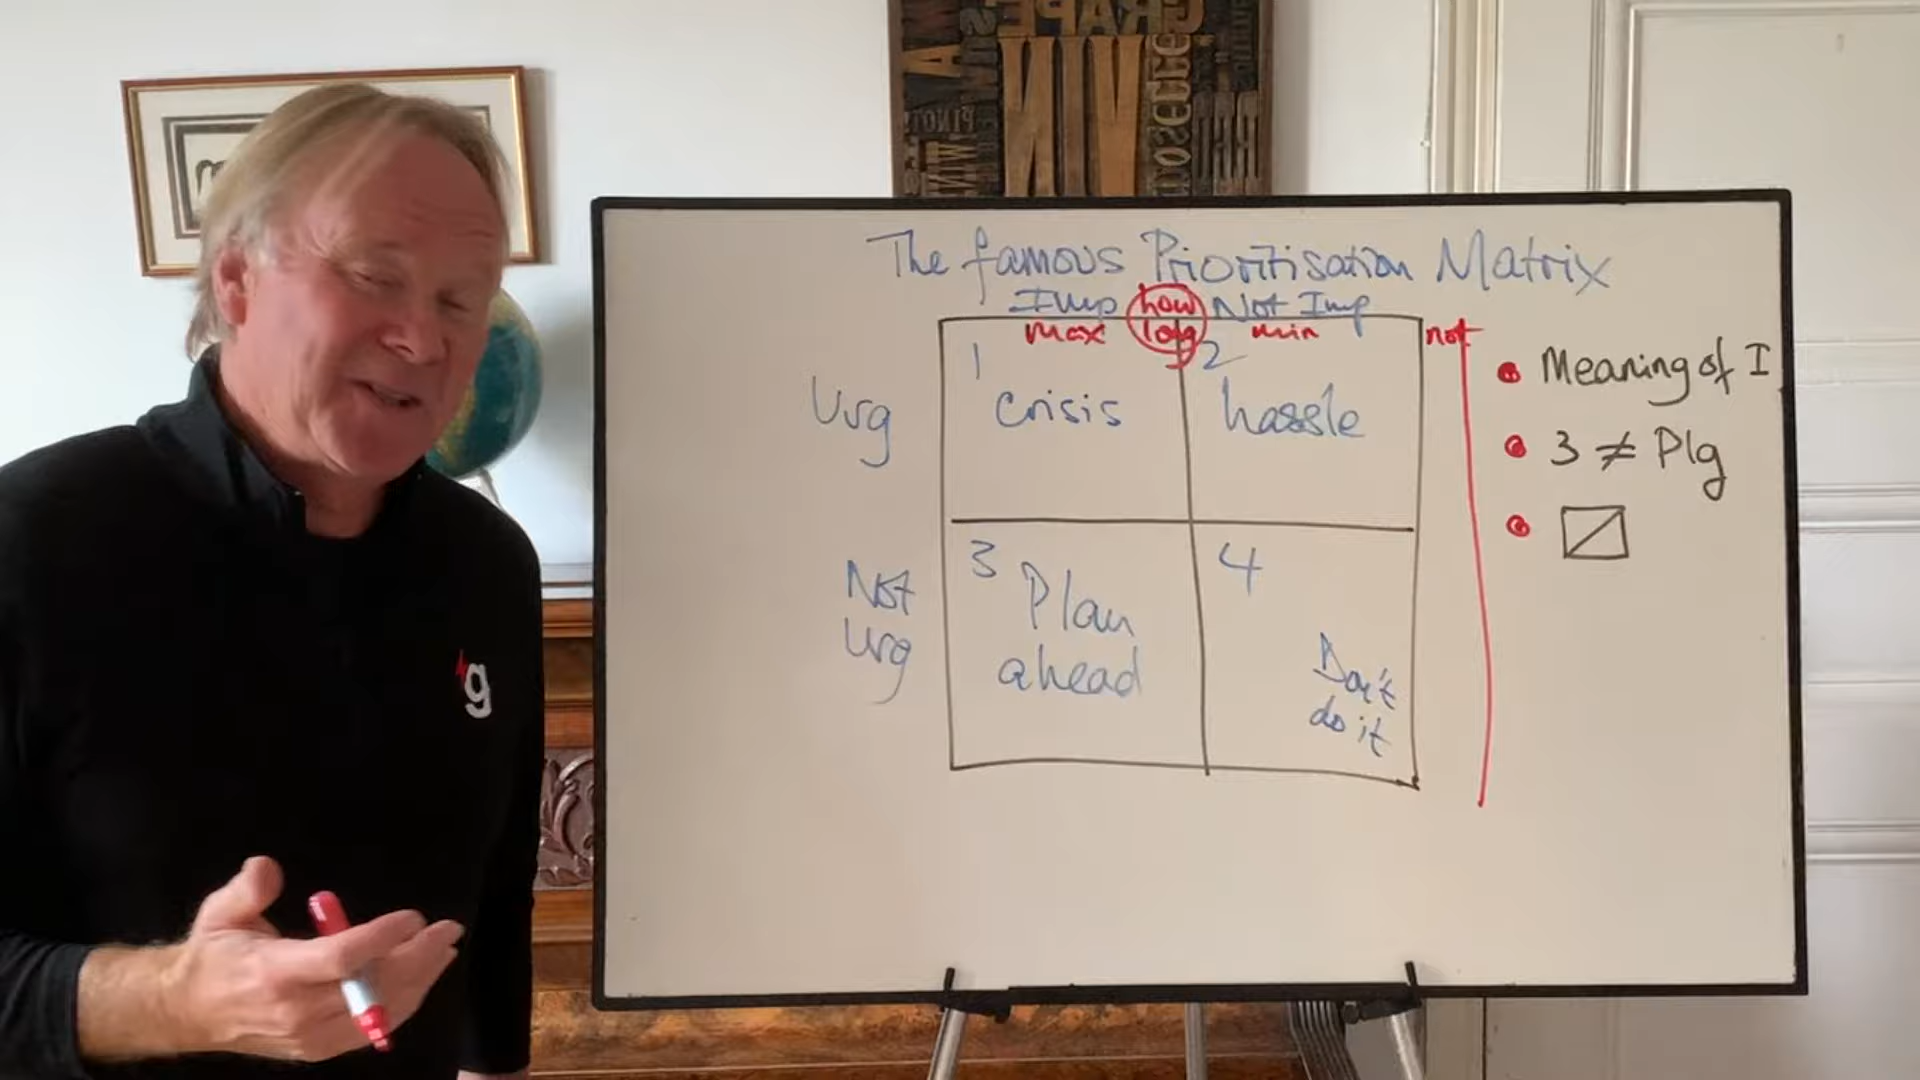 The famous Prioritisation Matrix
Imp how Not Imp
max long min not
1 2
Urg crisis hassle
3 4
Not Plan
Urg ahead
Don't
do it
• Meaning of I
• 3 ≠ Plg
g
GRAPE
VIN
PINOT